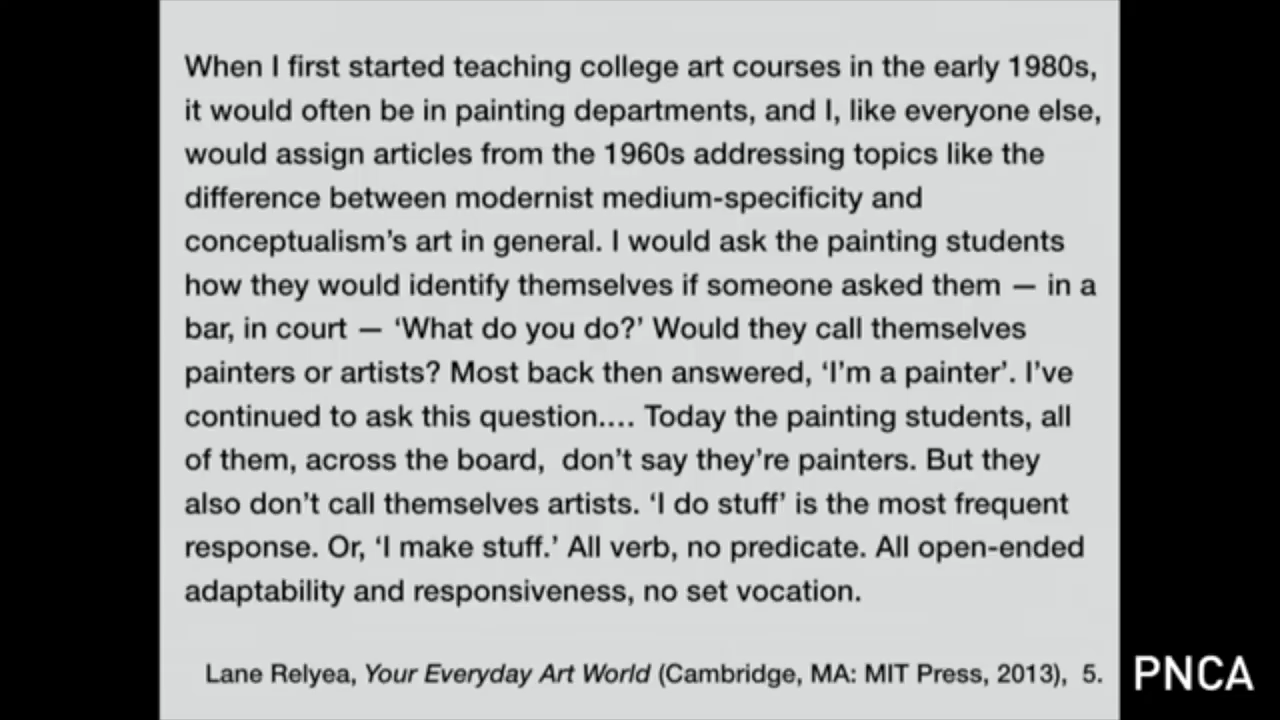 When I first started teaching college art courses in the early 1980s,
it would often be in painting departments, and I, like everyone else,
would assign articles from the 1960s addressing topics like the
difference between modernist medium-specificity and
conceptualism’s art in general. I would ask the painting students
how they would identify themselves if someone asked them — in a
bar, in court — ‘What do you do?’ Would they call themselves
painters or artists? Most back then answered, ‘I’m a painter’. I’ve
continued to ask this question.... Today the painting students, all
of them, across the board,  don’t say they’re painters. But they
also don’t call themselves artists. ‘I do stuff’ is the most frequent
response. Or, ‘I make stuff.’ All verb, no predicate. All open-ended
adaptability and responsiveness, no set vocation.
Lane Relyea, Your Everyday Art World (Cambridge, MA: MIT Press, 2013),  5.
PNCA